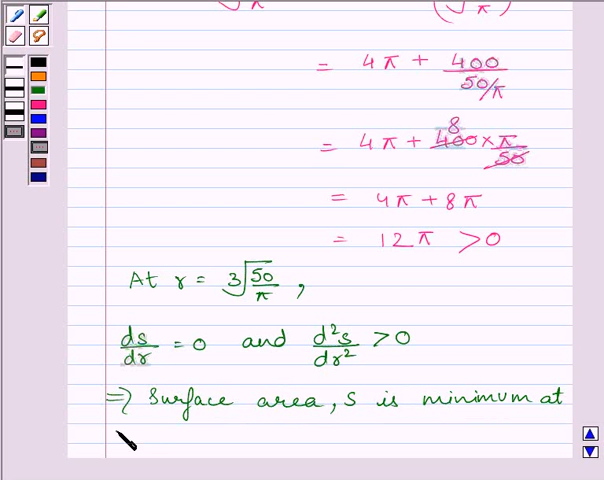 √π (√π)
= 4π + 400/(50/π)
8
= 4π + 400 × π/50
= 4π + 8π
= 12π > 0
At r = 3√50/π ,
ds/dr = 0 and d²s/dr² > 0
⇒ Surface area, S is minimum at